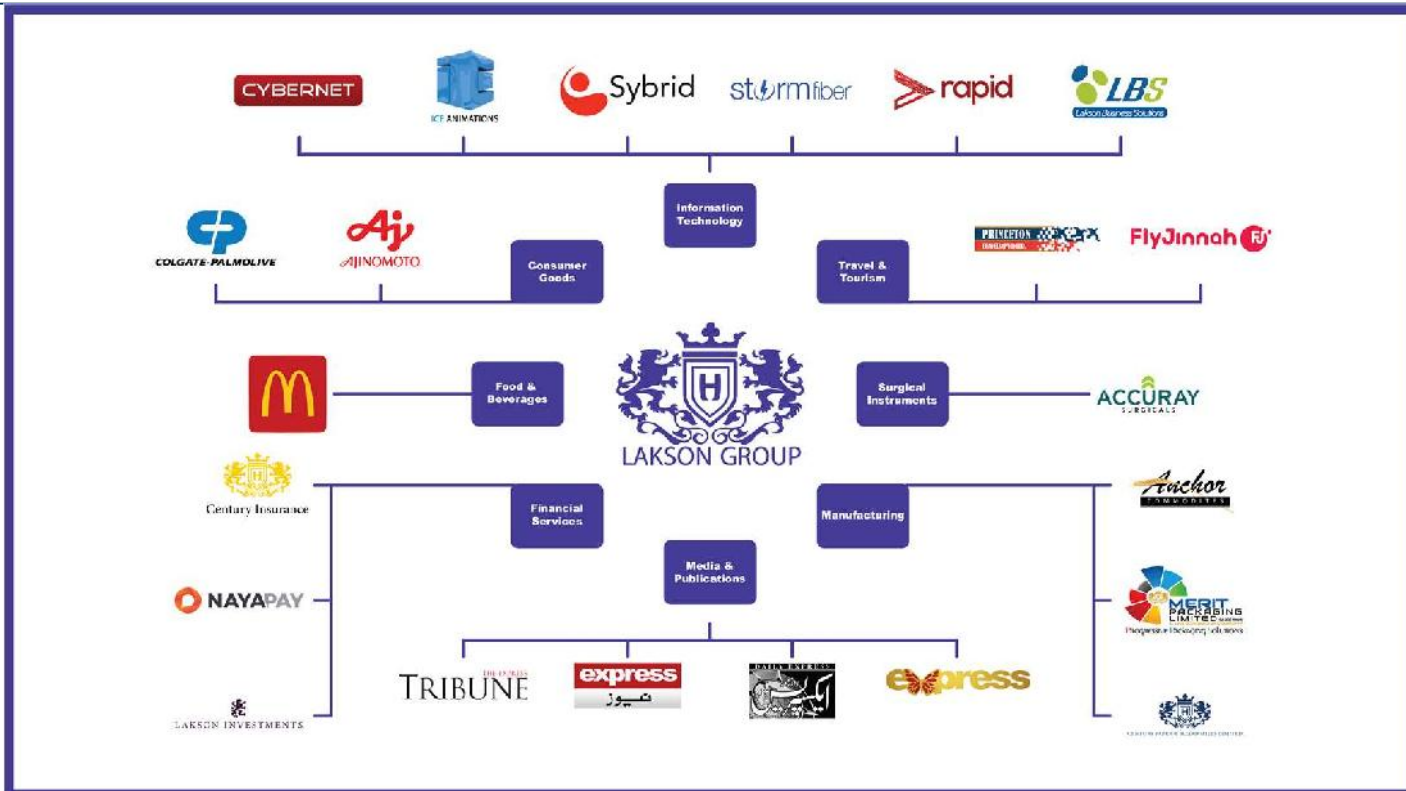 CYBERNET
ICE ANIMATIONS
Sybrid
stormfiber
rapid
LBS
Lakson Business Solutions
Information
Technology
COLGATE-PALMOLIVE
Aj
AJINOMOTO
Consumer
Goods
Travel &
Tourism
PRINCETON
FlyJinnah FJ
M
Food &
Beverages
H
LAKSON GROUP
Surgical
Instruments
ACCURAY
SURGICALS
H
Century Insurance
Financial
Services
Manufacturing
Anchor
COMMODITIES
Media &
Publications
NAYAPAY
MERIT
PACKAGING
LIMITED
Progressive Packaging Solutions
THE EXPRESS
TRIBUNE
express
نیوز
DAILY EXPRESS
ایکسپریس
express
LAKSON INVESTMENTS
H